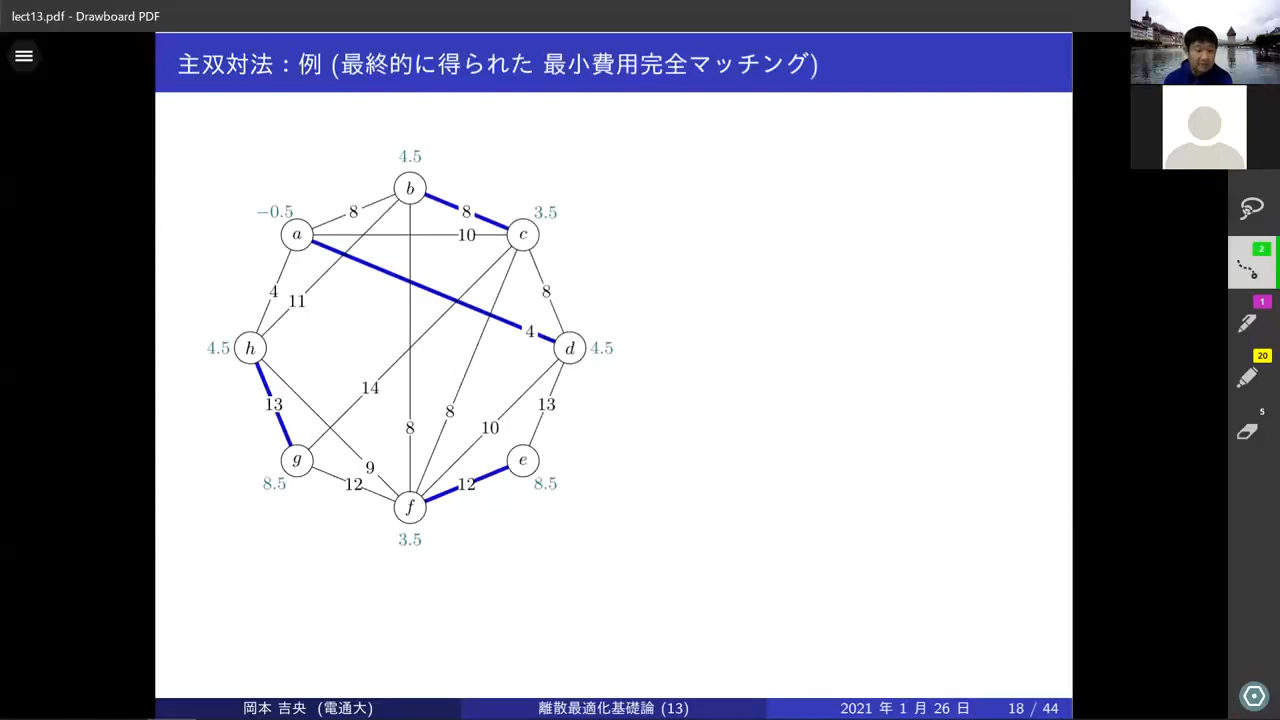 lect13.pdf - Drawboard PDF
主双対法：例 (最終的に得られた 最小費用完全マッチング)
4.5
b
−0.5
8
8
3.5
a
10
c
4
11
8
4
4.5
h
d
4.5
13
14
13
8
8
10
g
9
e
8.5
12
12
8.5
f
3.5
2
1
20
5
岡本 吉央 (電通大)
離散最適化基礎論 (13)
2021 年 1 月 26 日
18 / 44